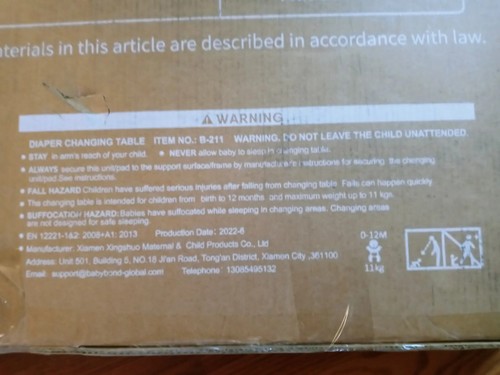 aterials in this article are described in accordance with law.
WARNING
DIAPER CHANGING TABLE ITEM NO.: B-211 WARNING. DO NOT LEAVE THE CHILD UNATTENDED.
• STAY in arm's reach of your child. • NEVER allow baby to sleep in changing table.
• ALWAYS secure this unit/pad to the support surface/frame by manufacturer's instructions for securing the changing
unit/pad.See instructions.
• FALL HAZARD:Children have suffered serious injuries after falling from changing table. Falls can happen quickly.
• The changing table is intended for children from birth to 12 months and maximum weight up to 11 kgs.
• SUFFOCATION HAZARD:Babies have suffocated while sleeping in changing areas. Changing areas
are not designed for safe sleeping.
• EN 12221-1&2: 2008+A1: 2013 Production Date: 2022-6
• Manufacturer: Xiamen Xingshuo Maternal & Child Products Co., Ltd
Address: Unit 501, Building 5, NO.18 Ji'an Road, Tong'an District, Xiamen City ,361100
Email: support@babybond-global.com Telephone: 13085495132
0-12M
11kg